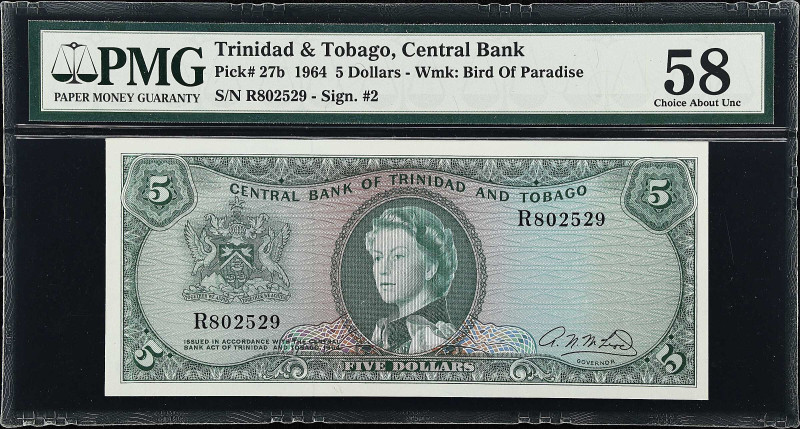 PMG
PAPER MONEY GUARANTY
Trinidad & Tobago, Central Bank
Pick# 27b 1964 5 Dollars - Wmk: Bird Of Paradise
S/N R802529 - Sign. #2
58
Choice About Unc
5
5
CENTRAL BANK OF TRINIDAD AND TOBAGO
R802529
R802529
ISSUED IN ACCORDANCE WITH THE CENTRAL
BANK ACT OF TRINIDAD AND TOBAGO, 1964
GOVERNOR
5
FIVE DOLLARS
5